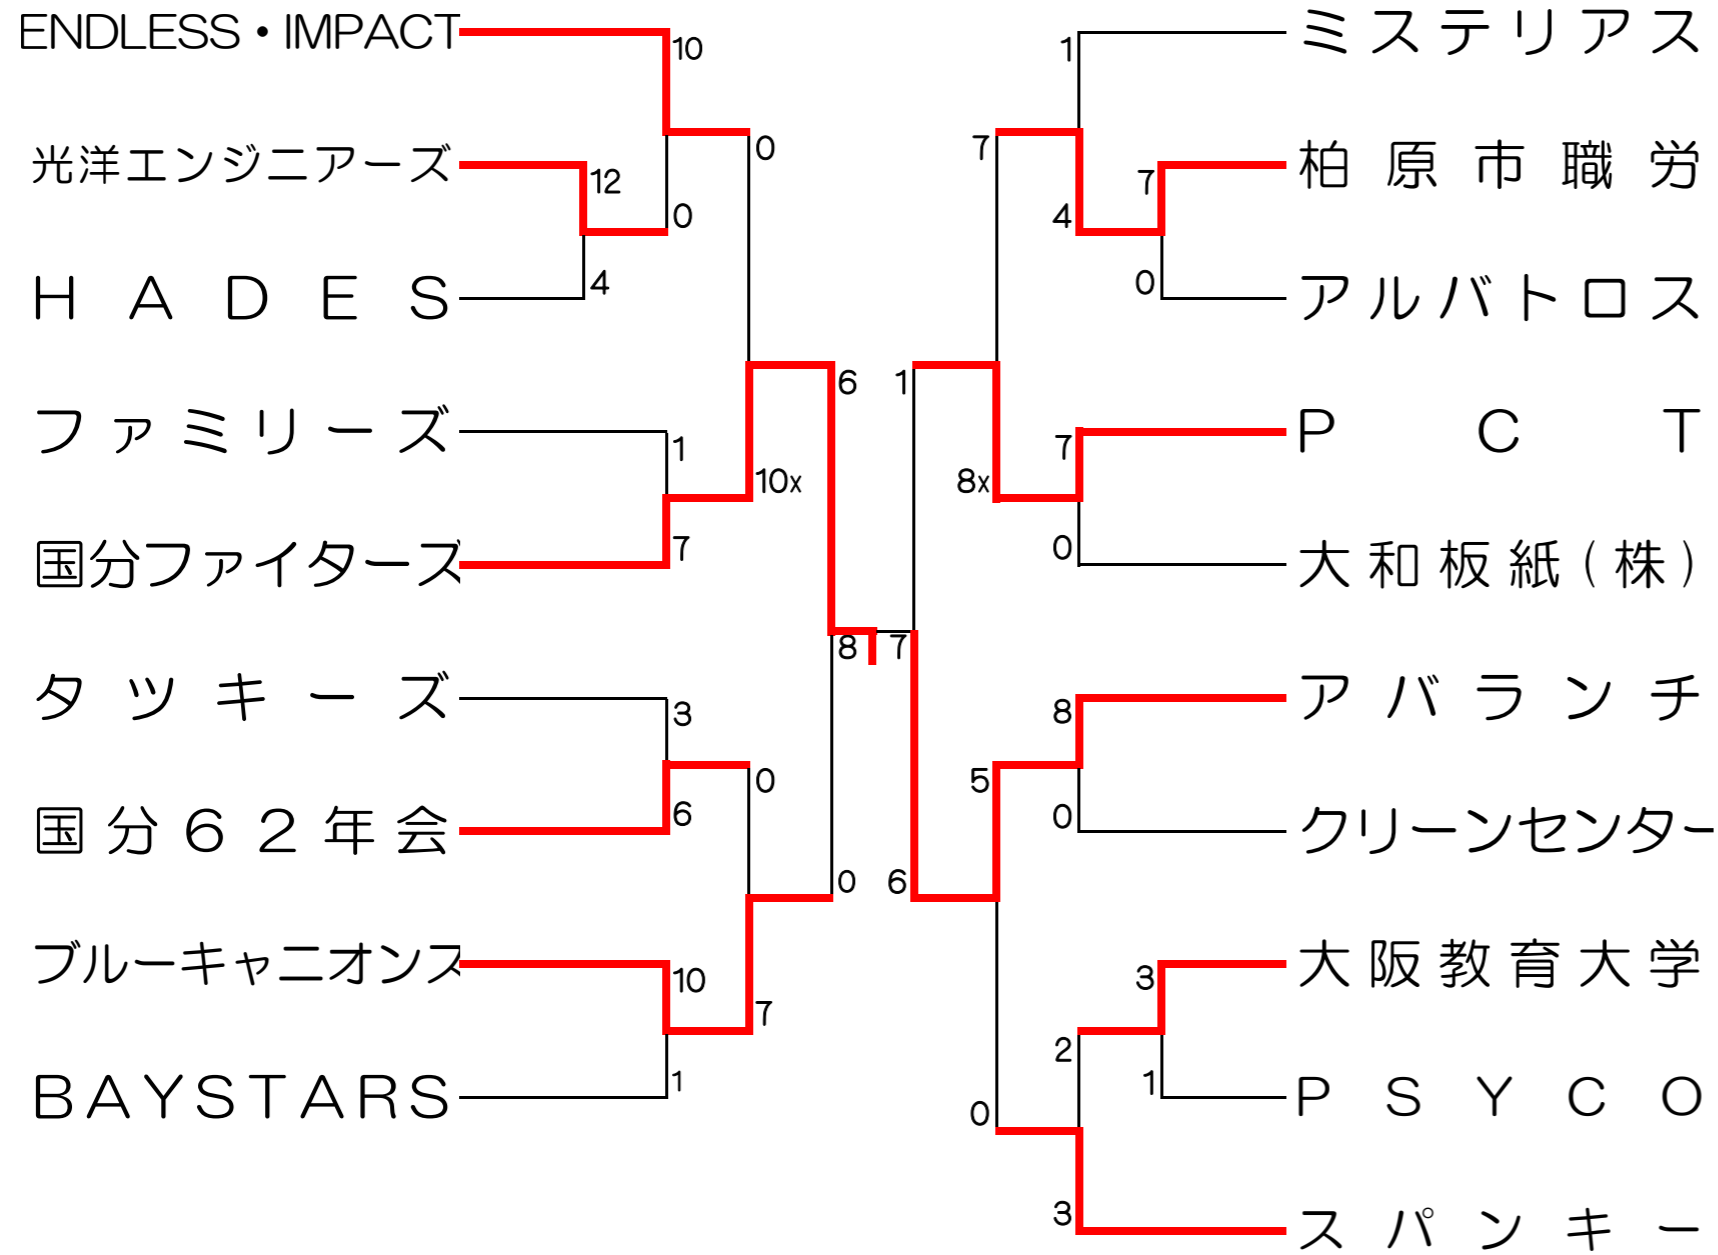 ENDLESS・IMPACT
10
光洋エンジニアーズ
12
0
0
HADES
4
ファミリーズ
1
6
10x
国分ファイターズ
7
8
タツキーズ
3
0
国分62年会
6
0
ブルーキャニオンズ
10
7
BAYSTARS
1
ミステリアス
1
7
柏原市職労
7
4
アルバトロス
0
1
PCT
7
8x
大和板紙(株)
0
7
アバランチ
8
5
クリーンセンター
0
6
大阪教育大学
3
2
PSYCO
1
0
スパンキー
3